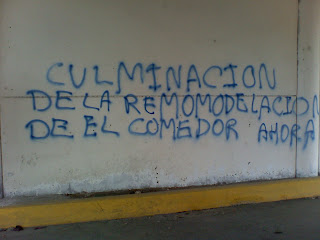 CULMINACION
DE LA REMOMODELACION
DE EL COMEDOR AHORA